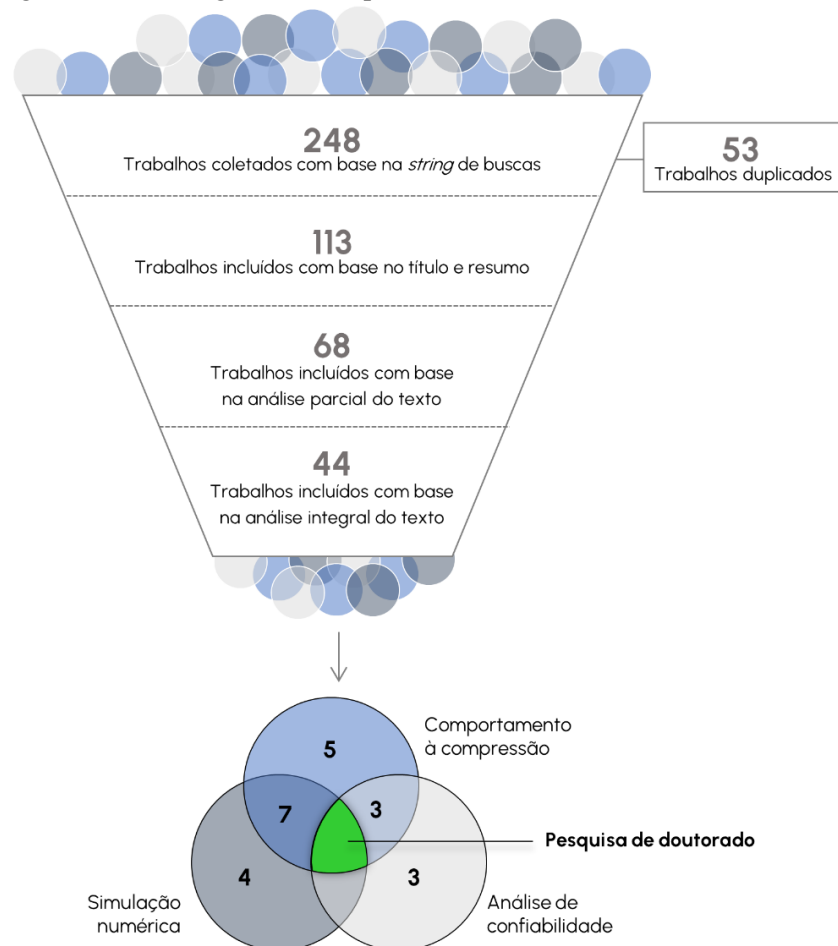 248
Trabalhos coletados com base na string de buscas
53
Trabalhos duplicados
113
Trabalhos incluídos com base no título e resumo
68
Trabalhos incluídos com base
na análise parcial do texto
44
Trabalhos incluídos com base
na análise integral do texto
Comportamento
à compressão
5
7
3
Pesquisa de doutorado
4
3
Simulação
numérica
Análise de
confiabilidade